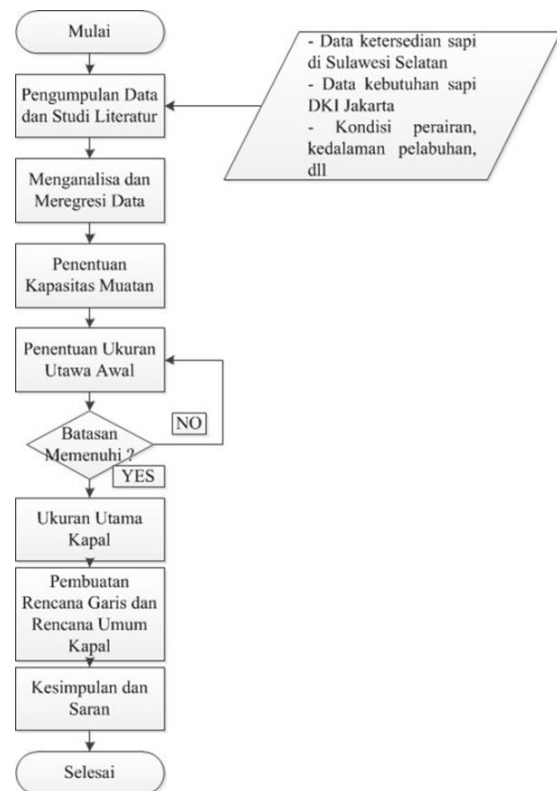 Mulai
Pengumpulan Data
dan Studi Literatur
- Data ketersedian sapi
di Sulawesi Selatan
- Data kebutuhan sapi
DKI Jakarta
- Kondisi perairan,
kedalaman pelabuhan,
dll
Menganalisa dan
Meregresi Data
Penentuan
Kapasitas Muatan
Penentuan Ukuran
Utawa Awal
Batasan
Memenuhi ?
NO
YES
Ukuran Utama
Kapal
Pembuatan
Rencana Garis dan
Rencana Umum
Kapal
Kesimpulan dan
Saran
Selesai